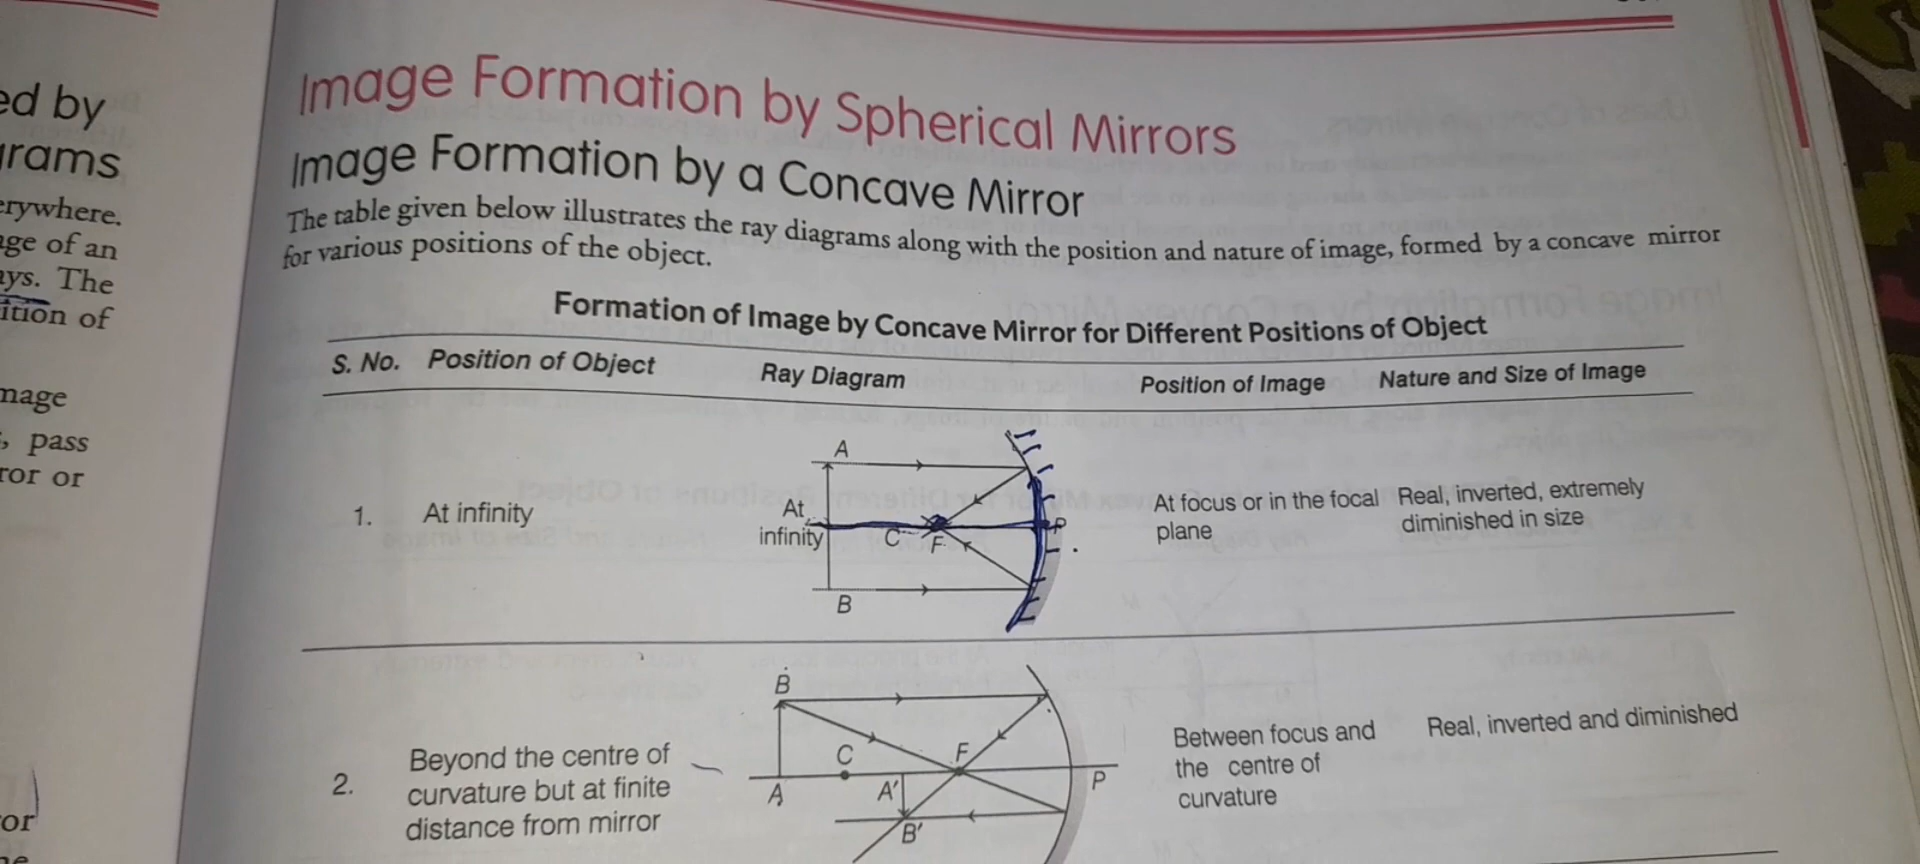 ed by
rams
erywhere.
age of an
ays. The
ition of
mage
, pass
ror or
or
Image Formation by Spherical Mirrors
Image Formation by a Concave Mirror
The table given below illustrates the ray diagrams along with the position and nature of image, formed by a concave mirror
for various positions of the object.
Formation of Image by Concave Mirror for Different Positions of Object
S. No. Position of Object Ray Diagram Position of Image Nature and Size of Image
1. At infinity
A
At
infinity
C F P
B
At focus or in the focal
plane
Real, inverted, extremely
diminished in size
2. Beyond the centre of
curvature but at finite
distance from mirror
B
C F
A A' P
B'
Between focus and
the centre of
curvature
Real, inverted and diminished